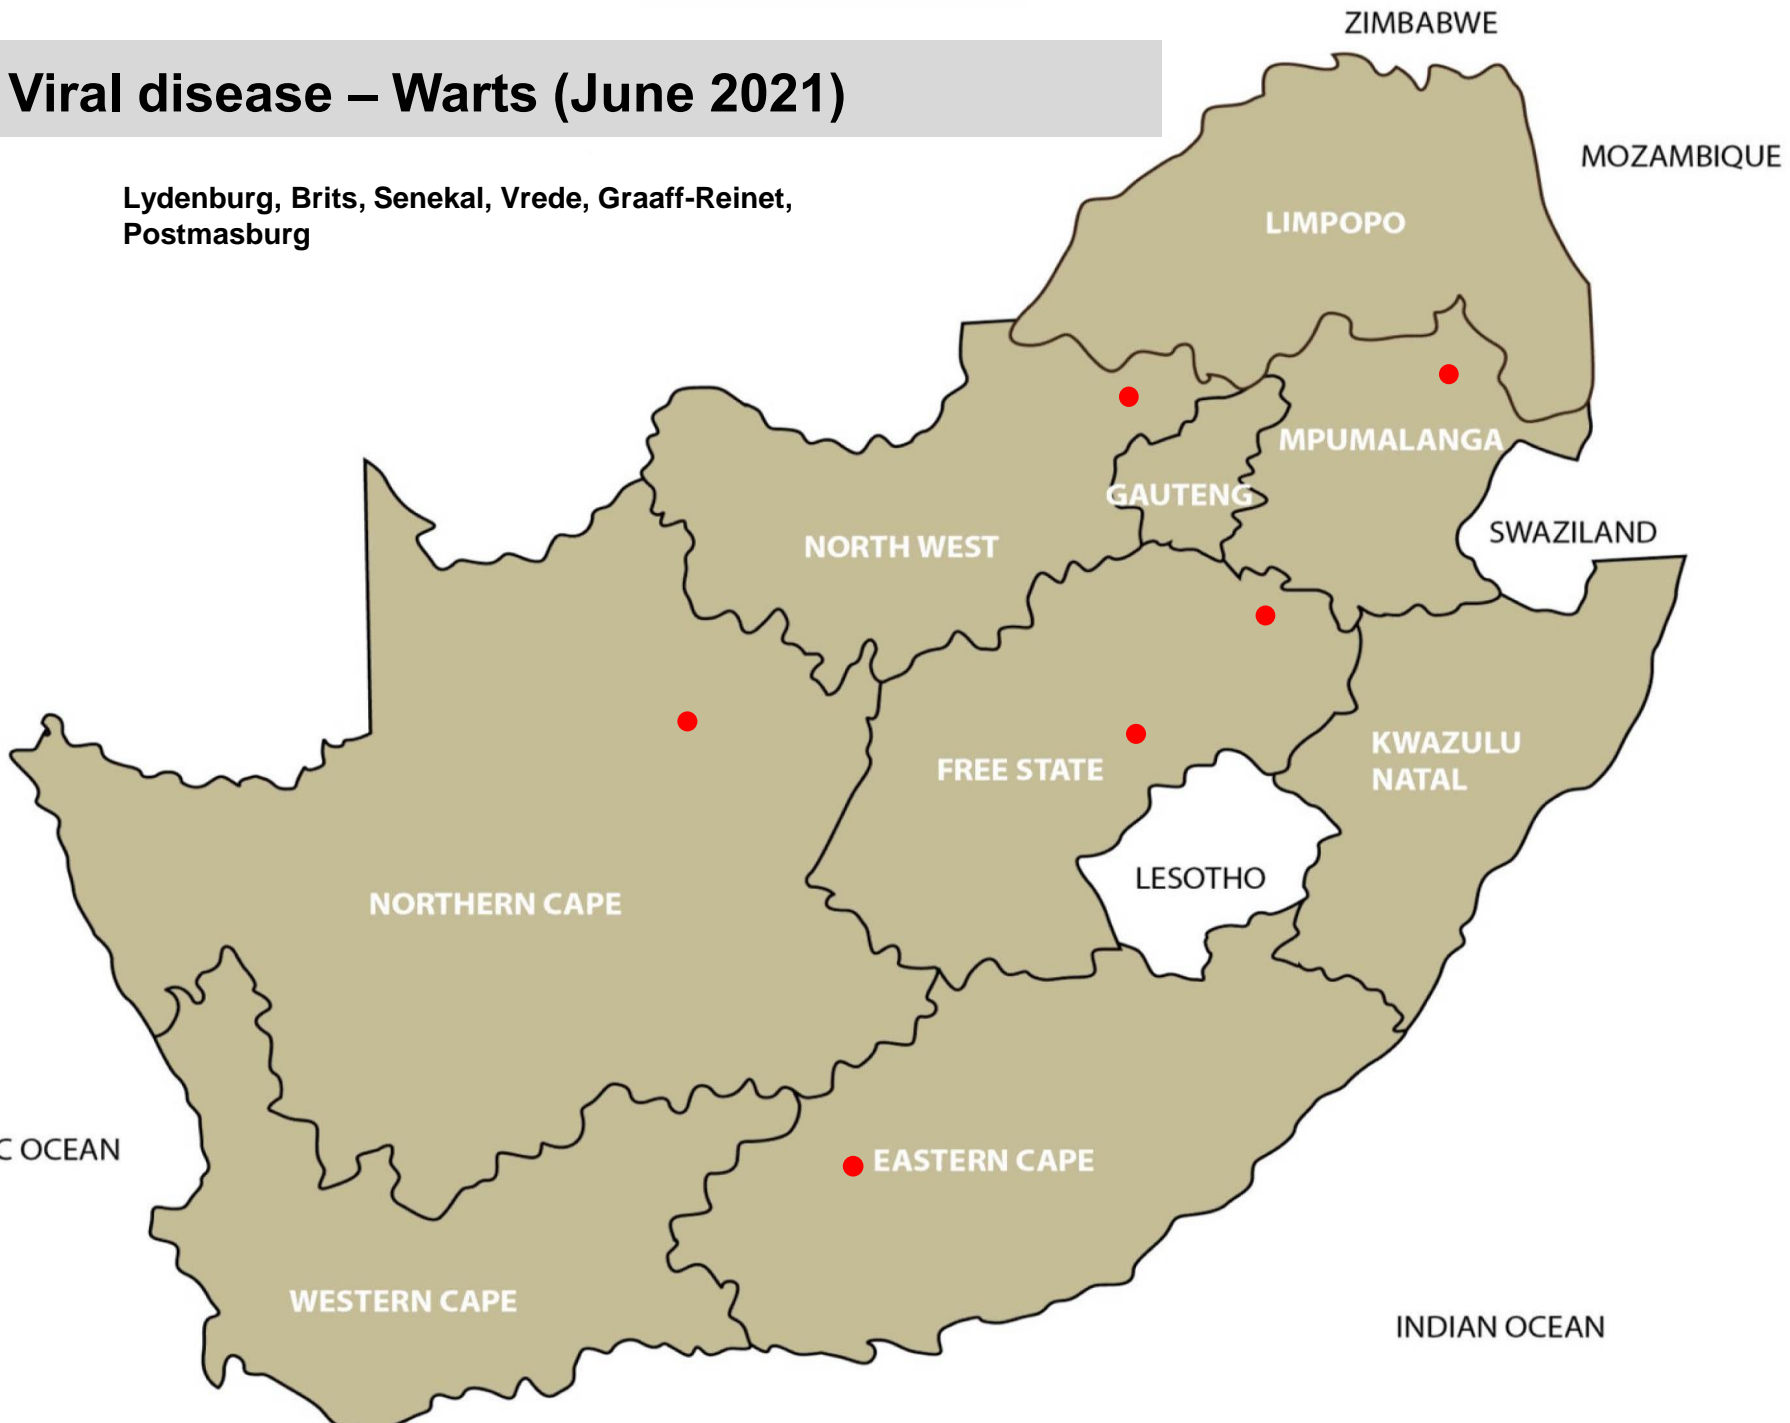 ZIMBABWE
Viral disease – Warts (June 2021)
MOZAMBIQUE
Lydenburg, Brits, Senekal, Vrede, Graaff-Reinet,
Postmasburg
LIMPOPO
MPUMALANGA
GAUTENG
SWAZILAND
NORTH WEST
KWAZULU
NATAL
FREE STATE
LESOTHO
NORTHERN CAPE
C OCEAN
EASTERN CAPE
WESTERN CAPE
INDIAN OCEAN